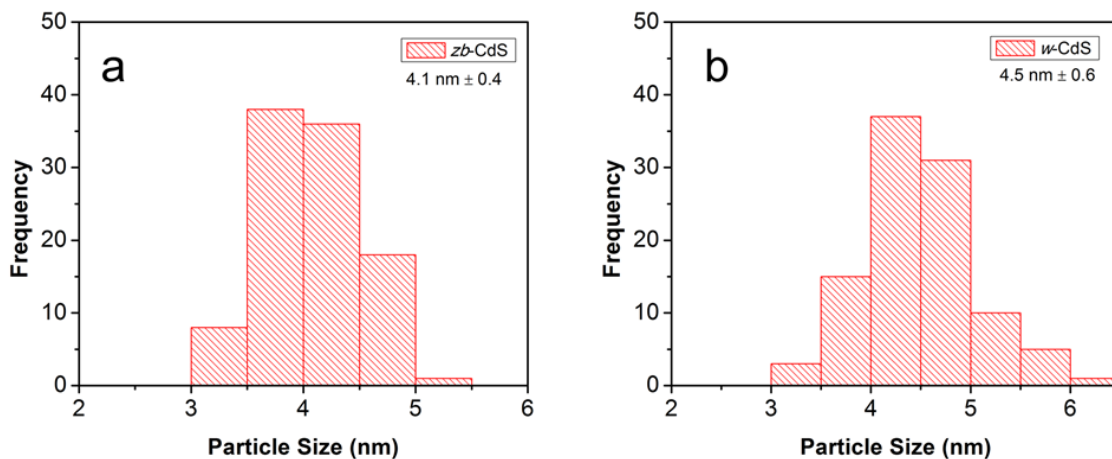 a
zb-CdS
4.1 nm ± 0.4
Frequency
50
40
30
20
10
0
2 3 4 5 6
Particle Size (nm)
b
w-CdS
4.5 nm ± 0.6
Frequency
50
40
30
20
10
0
2 3 4 5 6
Particle Size (nm)